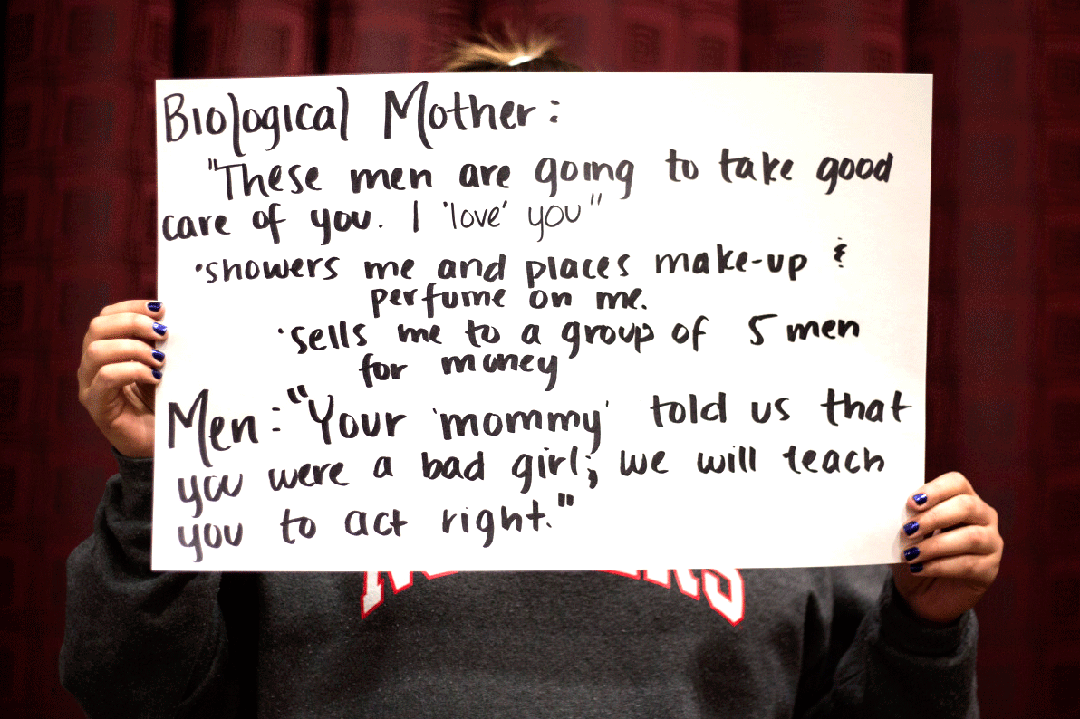 Biological Mother:
"These men are going to take good
care of you. I 'love' you"
•showers me and places make-up &
perfume on me.
•sells me to a group of 5 men
for money
Men: "Your 'mommy' told us that
you were a bad girl; we will teach
you to act right."